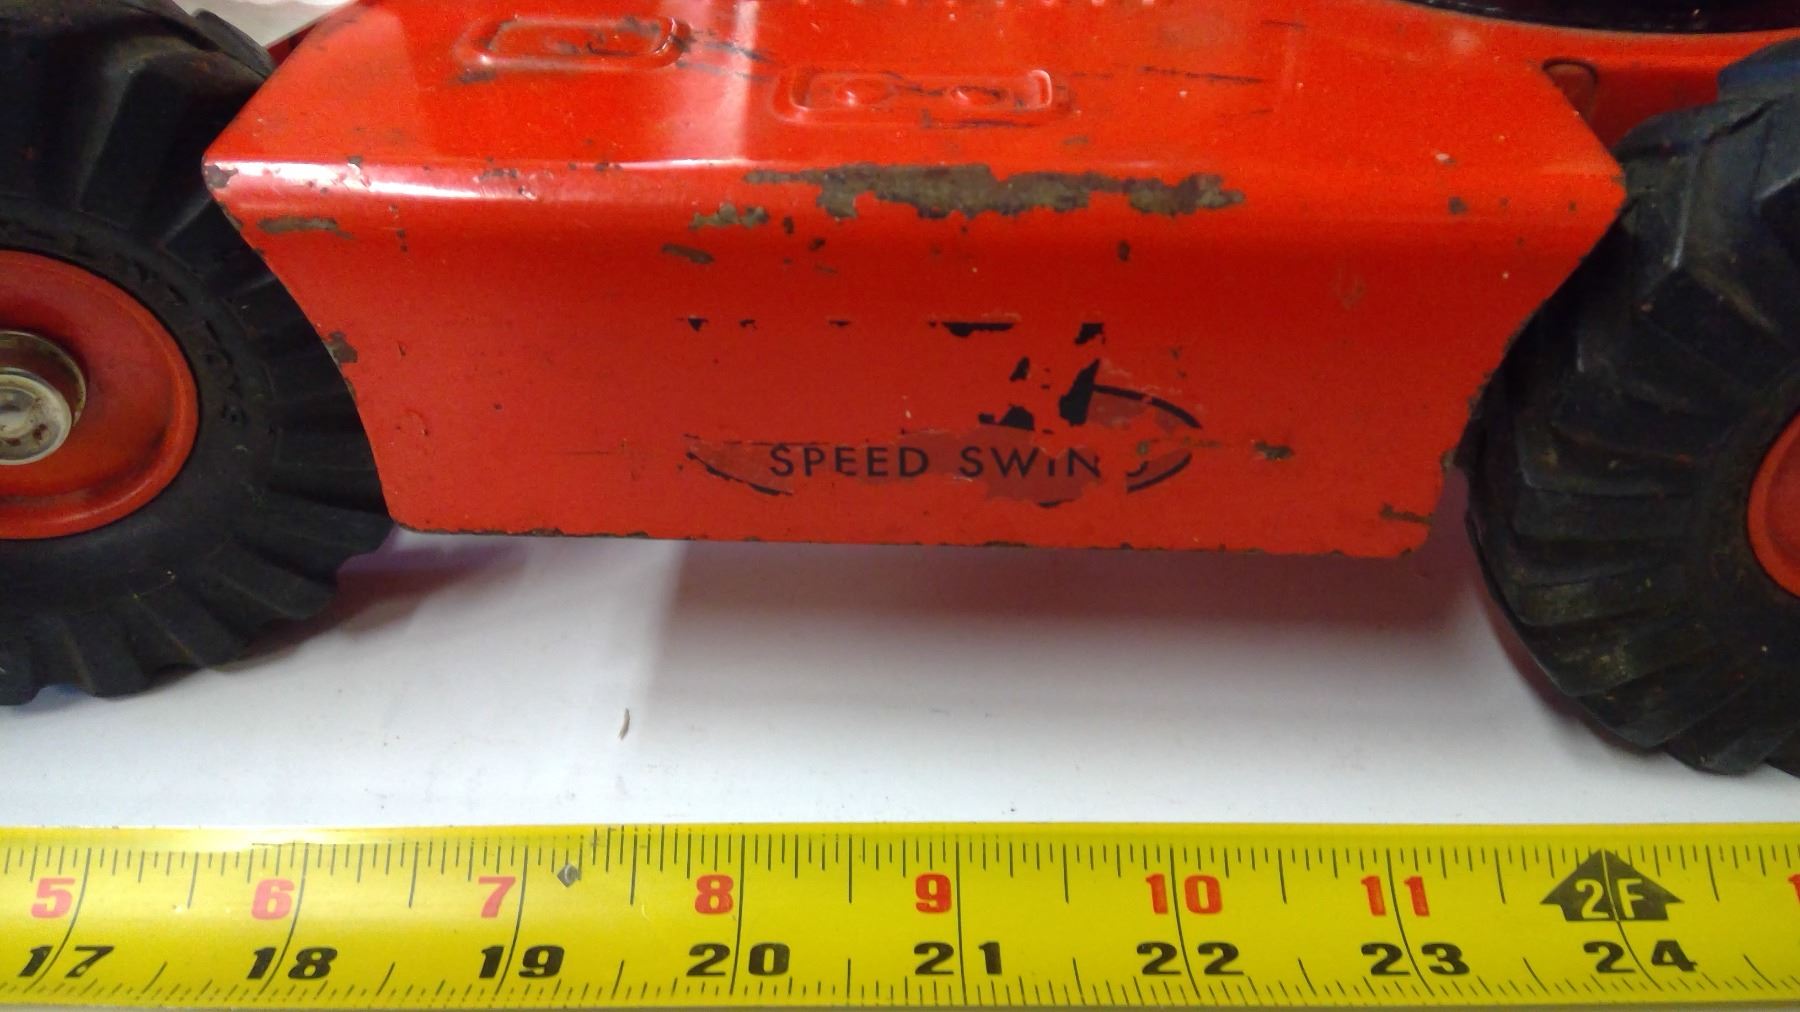 SPEED SWIN
5 6 7 8 9 10 11 2F
17 18 19 20 21 22 23 24